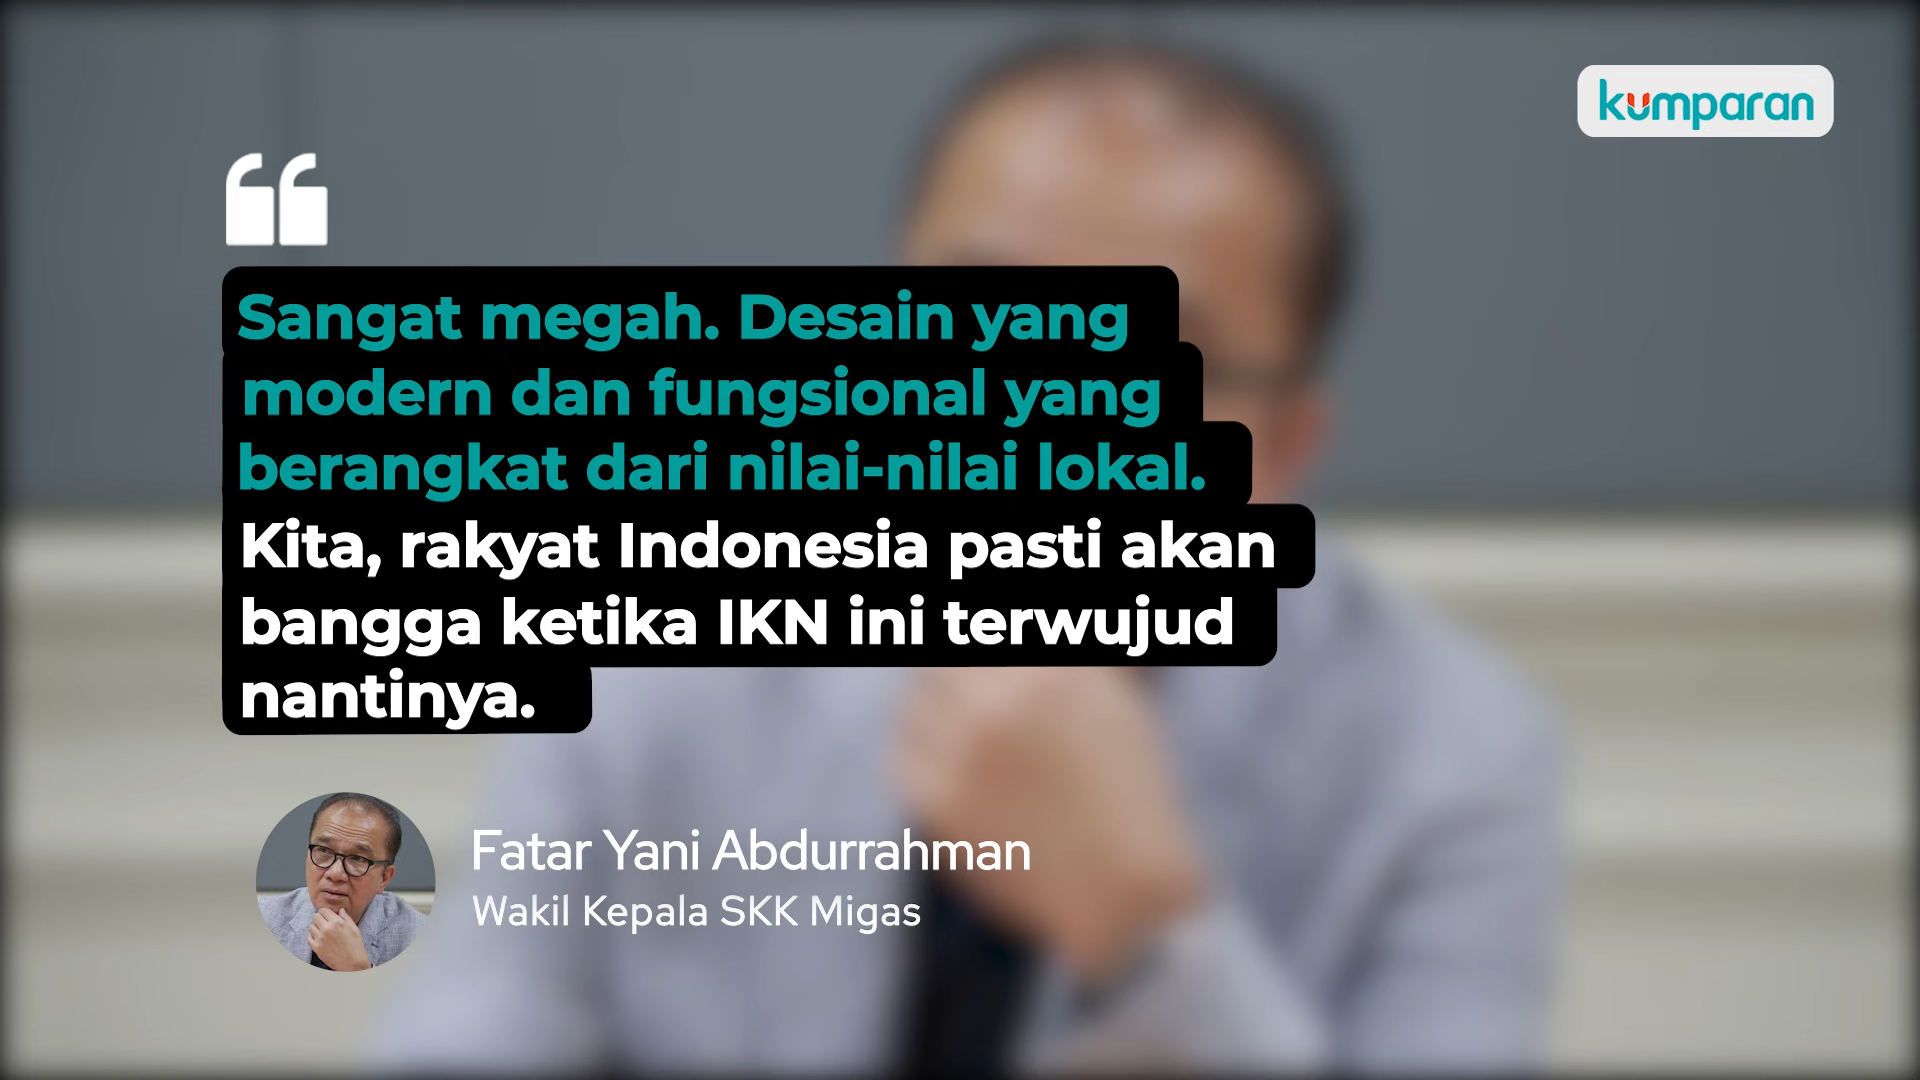 kumparan
Sangat megah. Desain yang
modern dan fungsional yang
berangkat dari nilai-nilai lokal.
Kita, rakyat Indonesia pasti akan
bangga ketika IKN ini terwujud
nantinya.
Fatar Yani Abdurrahman
Wakil Kepala SKK Migas